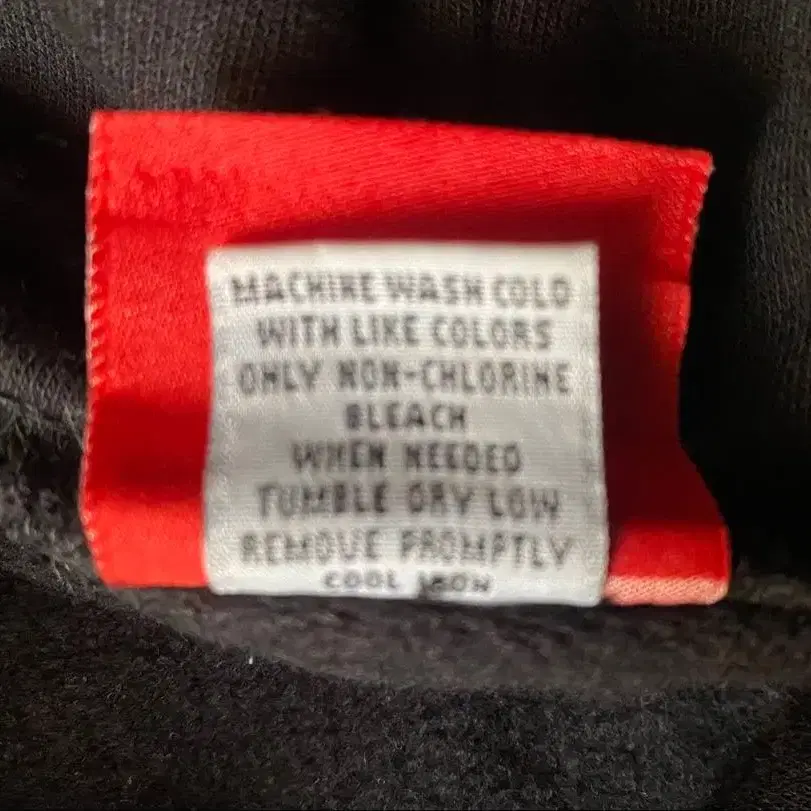 MACHINE WASH COLD
WITH LIKE COLORS
ONLY NON-CHLORINE
BLEACH
WHEN NEEDED
TUMBLE DRY LOW
REMOVE PROMPTLY
COOL IRON